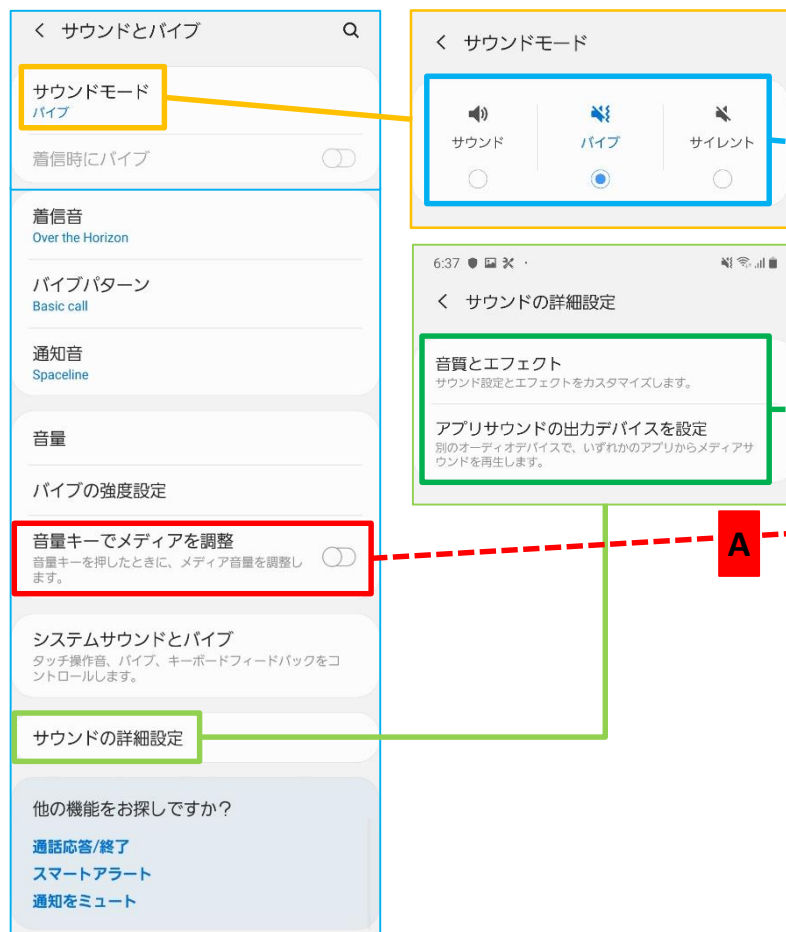 サウンドとバイブ
サウンドモード
バイブ
着信時にバイブ
着信音
Over the Horizon
バイブパターン
Basic call
通知音
Spaceline
音量
バイブの強度設定
音量キーでメディアを調整
音量キーを押したときに、メディア音量を調整し
ます。
システムサウンドとバイブ
タッチ操作音、バイブ、キーボードフィードバックをコ
ントロールします。
サウンドの詳細設定
他の機能をお探しですか？
通話応答/終了
スマートアラート
通知をミュート
サウンドモード
サウンド
バイブ
サイレント
6:37
サウンドの詳細設定
音質とエフェクト
サウンド設定とエフェクトをカスタマイズします。
アプリサウンドの出力デバイスを設定
別のオーディオデバイスで、いずれかのアプリからメディアサ
ウンドを再生します。
A